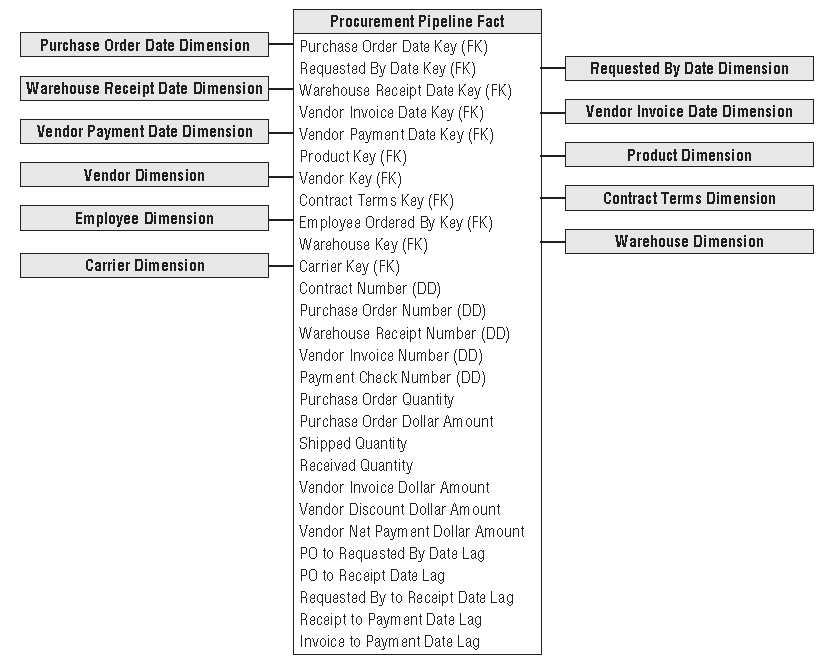 Procurement Pipeline Fact
Purchase Order Date Dimension
Warehouse Receipt Date Dimension
Vendor Payment Date Dimension
Vendor Dimension
Employee Dimension
Carrier Dimension
Purchase Order Date Key (FK)
Requested By Date Key (FK)
Warehouse Receipt Date Key (FK)
Vendor Invoice Date Key (FK)
Vendor Payment Date Key (FK)
Product Key (FK)
Vendor Key (FK)
Contract Terms Key (FK)
Employee Ordered By Key (FK)
Warehouse Key (FK)
Carrier Key (FK)
Contract Number (DD)
Purchase Order Number (DD)
Warehouse Receipt Number (DD)
Vendor Invoice Number (DD)
Payment Check Number (DD)
Purchase Order Quantity
Purchase Order Dollar Amount
Shipped Quantity
Received Quantity
Vendor Invoice Dollar Amount
Vendor Discount Dollar Amount
Vendor Net Payment Dollar Amount
PO to Requested By Date Lag
PO to Receipt Date Lag
Requested By to Receipt Date Lag
Receipt to Payment Date Lag
Invoice to Payment Date Lag
Requested By Date Dimension
Vendor Invoice Date Dimension
Product Dimension
Contract Terms Dimension
Warehouse Dimension